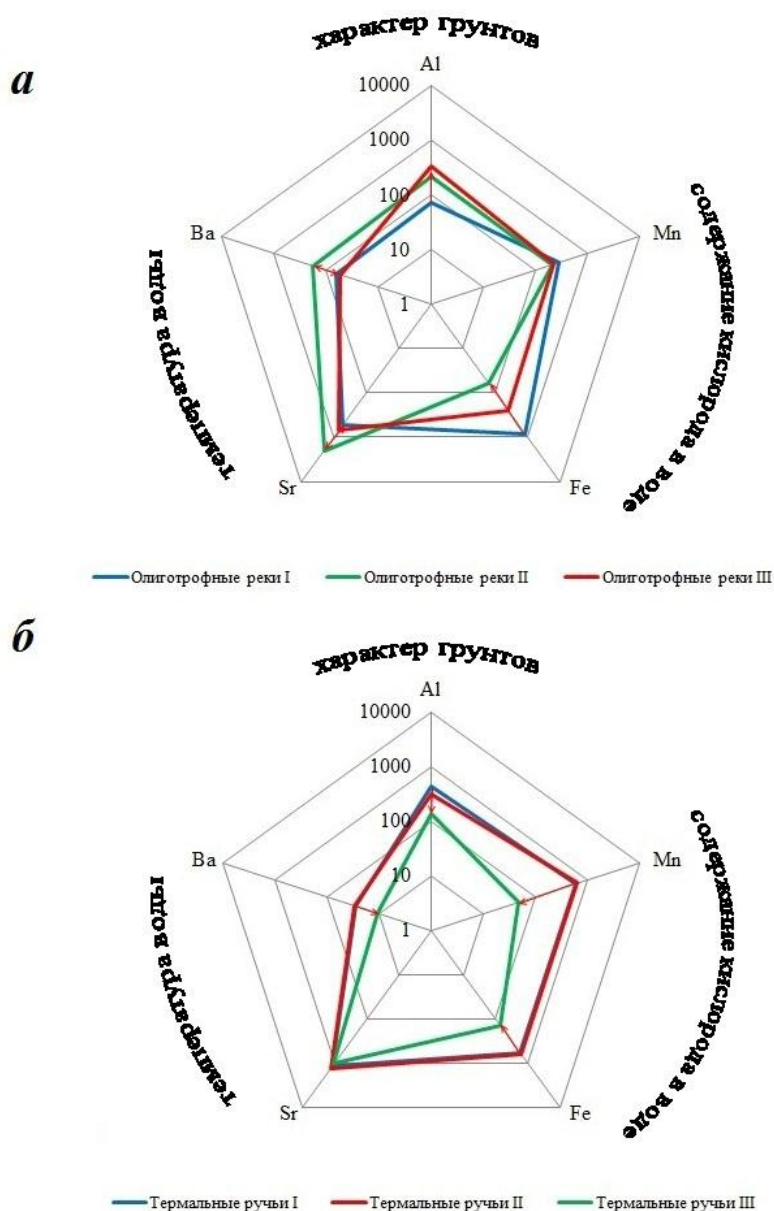 а
характер грунтов
Al
10000
1000
100
10
1
Ba
Mn
температура воды
содержание кислорода в воде
Sr
Fe
Олиготрофные реки I Олиготрофные реки II Олиготрофные реки III
б
характер грунтов
Al
10000
1000
100
10
1
Ba
Mn
температура воды
содержание кислорода в воде
Sr
Fe
Термальные ручьи I Термальные ручьи II Термальные ручьи III